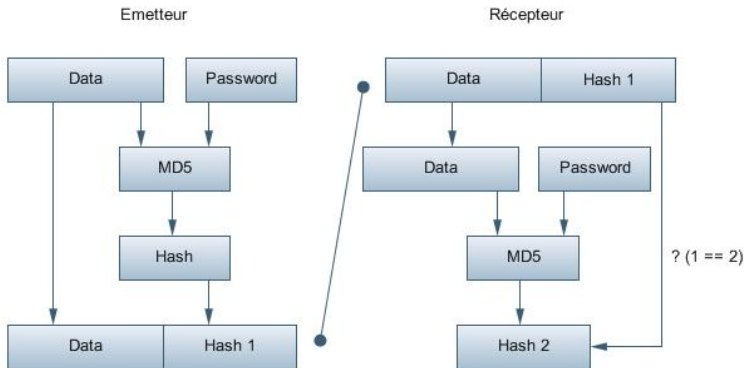 Emetteur
Récepteur
Data
Password
Data
Hash 1
MD5
Data
Password
Hash
MD5
? (1 == 2)
Data
Hash 1
Hash 2